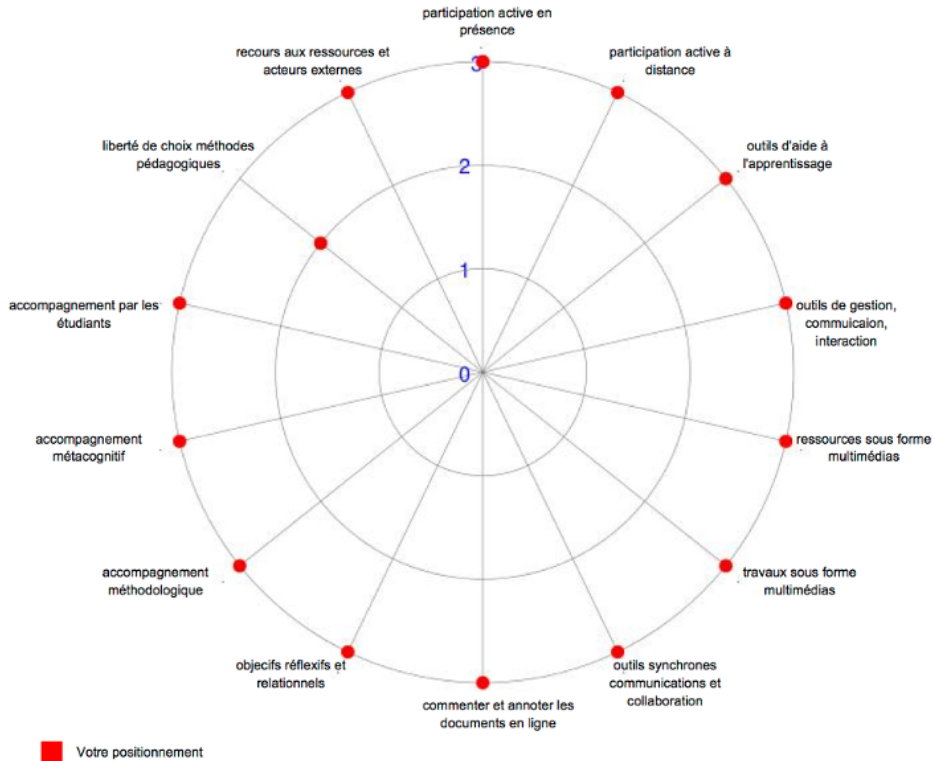 participation active en
présence
recours aux ressources et
acteurs externes
participation active à
distance
3
liberté de choix méthodes
pédagogiques
outils d'aide à
l'apprentissage
2
1
accompagnement par les
étudiants
outils de gestion,
commuicaion,
interaction
0
accompagnement
métacognitif
ressources sous forme
multimédias
accompagnement
méthodologique
travaux sous forme
multimédias
objecifs réflexifs et
relationnels
outils synchrones
communications et
collaboration
commenter et annoter les
documents en ligne
Votre positionnement